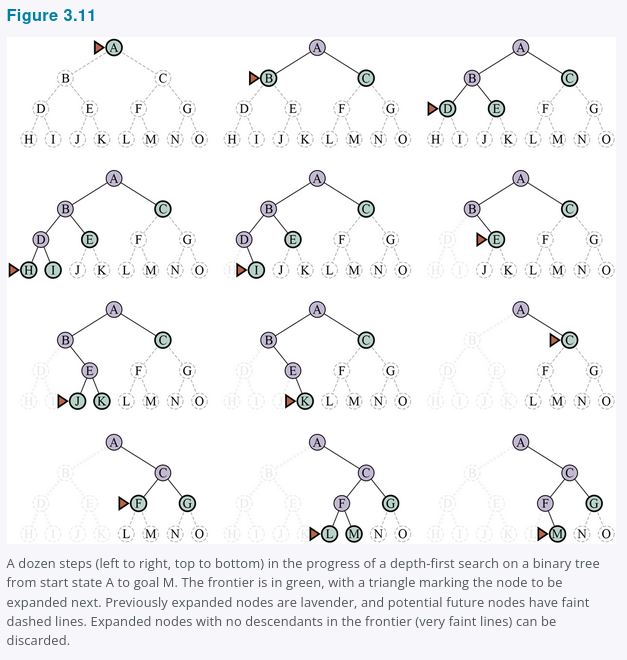 Figure 3.11
A A A
B C B C B C
D E F G D E F G D E F G
H I J K L M N O H I J K L M N O H I J K L M N O
A A A
B C B C B C
D E F G D E F G D E F G
H I J K L M N O I J K L M N O H I J K L M N O
A A A
B C B C B C
D E F G D E F G D E F G
H I J K L M N O H I J K L M N O H I J K L M N O
A A A
B C B C B C
D E F G D E F G D E F G
H I J K L M N O H I J K L M N O H I J K L M N O
A dozen steps (left to right, top to bottom) in the progress of a depth-first search on a binary tree
from start state A to goal M. The frontier is in green, with a triangle marking the node to be
expanded next. Previously expanded nodes are lavender, and potential future nodes have faint
dashed lines. Expanded nodes with no descendants in the frontier (very faint lines) can be
discarded.